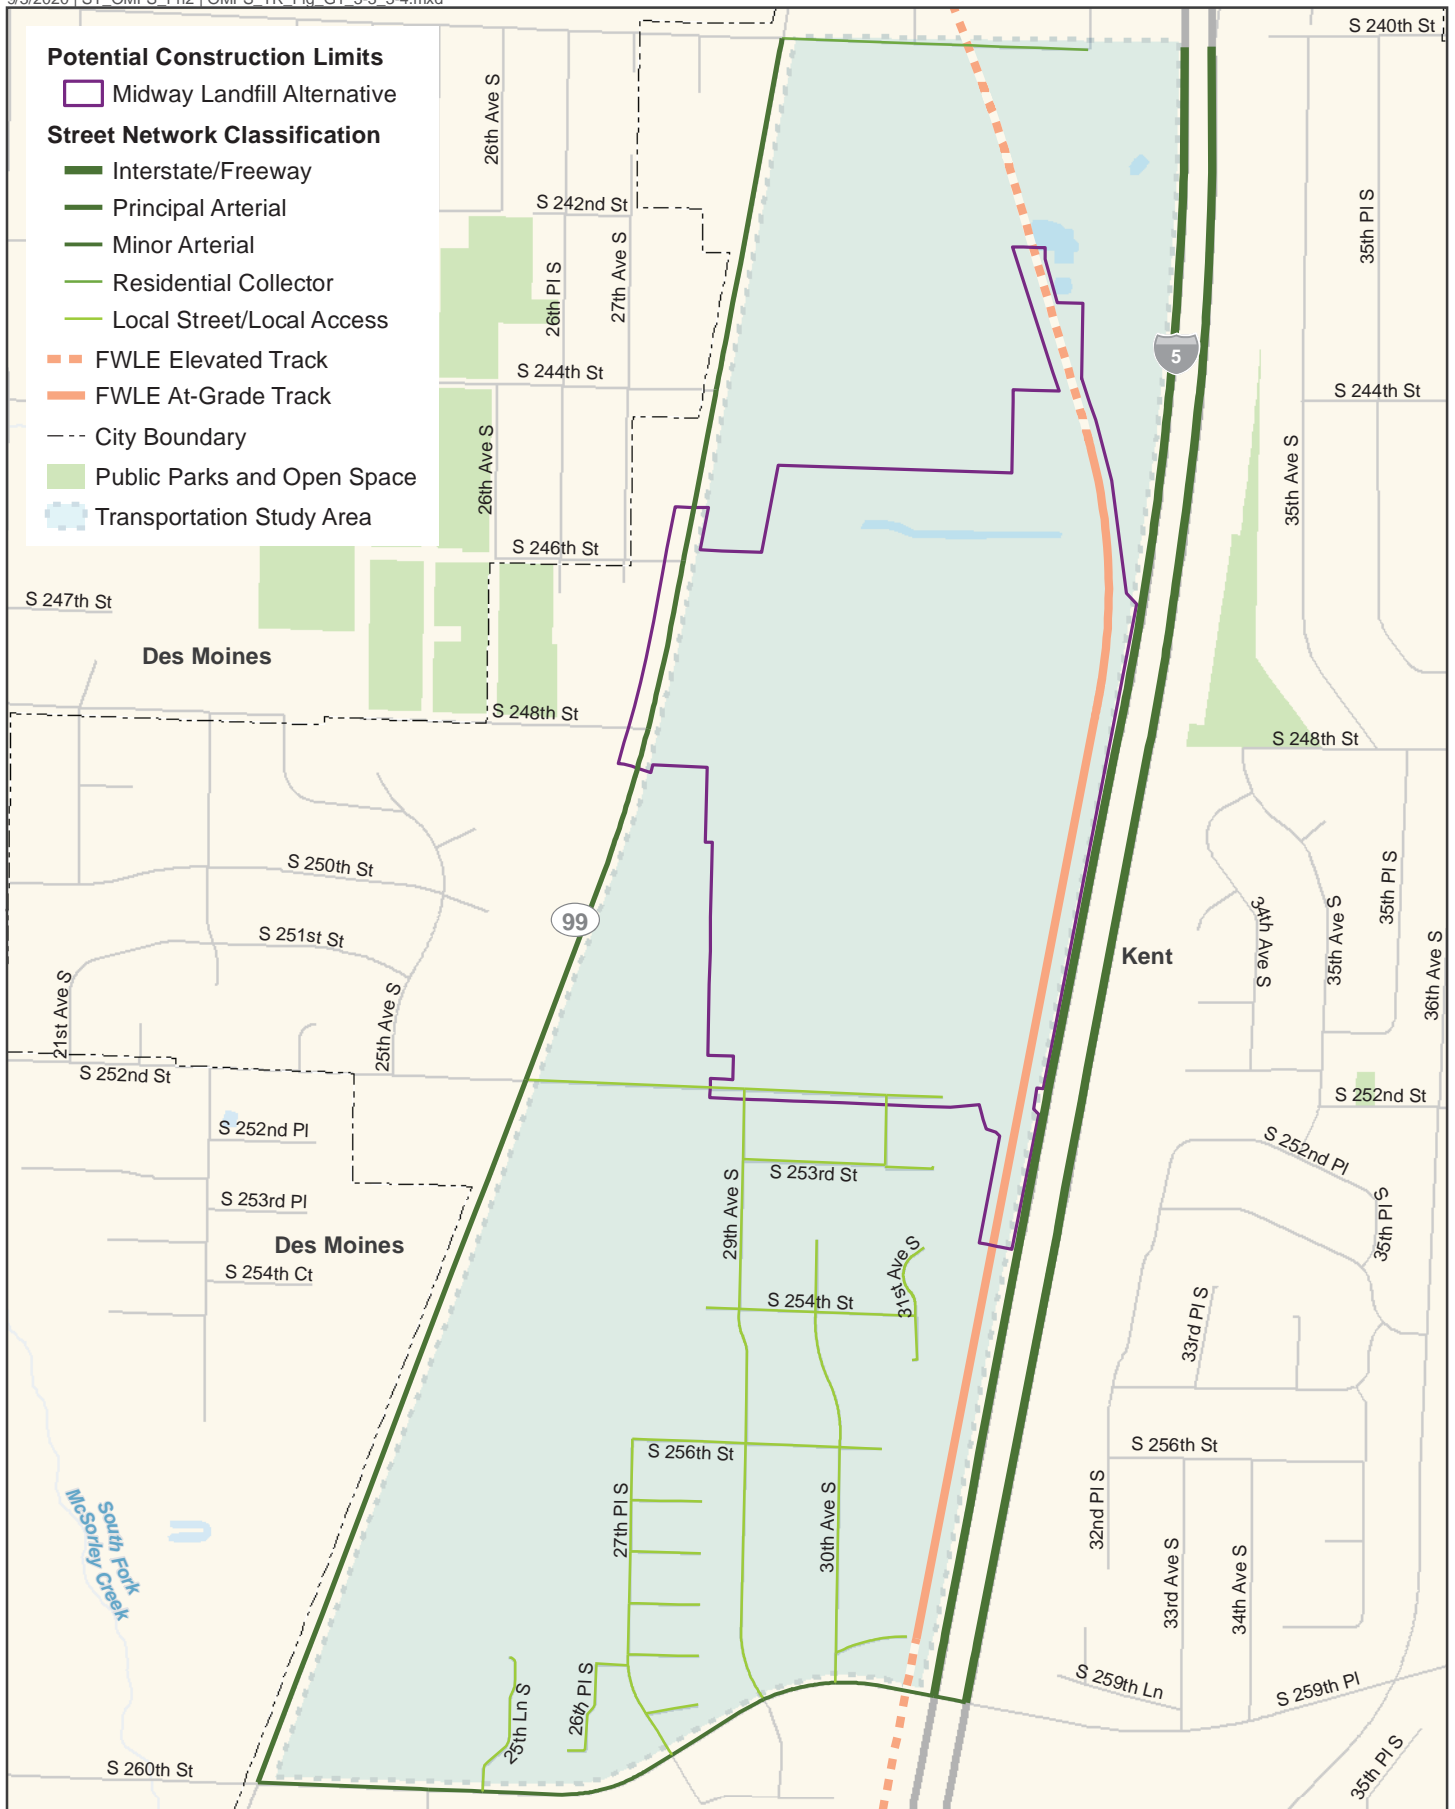 Potential Construction Limits
Midway Landfill Alternative
Street Network Classification
Interstate/Freeway
Principal Arterial
Minor Arterial
Residential Collector
Local Street/Local Access
FWLE Elevated Track
FWLE At-Grade Track
City Boundary
Public Parks and Open Space
Transportation Study Area
S 240th St
26th Ave S
S 242nd St
26th Pl S
27th Ave S
35th Pl S
5
S 244th St
S 244th St
26th Ave S
35th Ave S
S 246th St
S 247th St
Des Moines
S 248th St
S 248th St
S 250th St
99
S 251st St
21st Ave S
25th Ave S
Kent
34th Ave S
35th Ave S
35th Pl S
36th Ave S
S 252nd St
S 252nd St
S 252nd Pl
S 252nd Pl
S 253rd St
29th Ave S
S 253rd Pl
35th Pl S
Des Moines
S 254th Ct
S 254th St
31st Ave S
33rd Pl S
S 256th St
S 256th St
27th Pl S
30th Ave S
32nd Pl S
33rd Ave S
34th Ave S
South Fork
McSorley Creek
25th Ln S
26th Pl S
S 259th Ln
S 259th Pl
S 260th St
35th Pl S